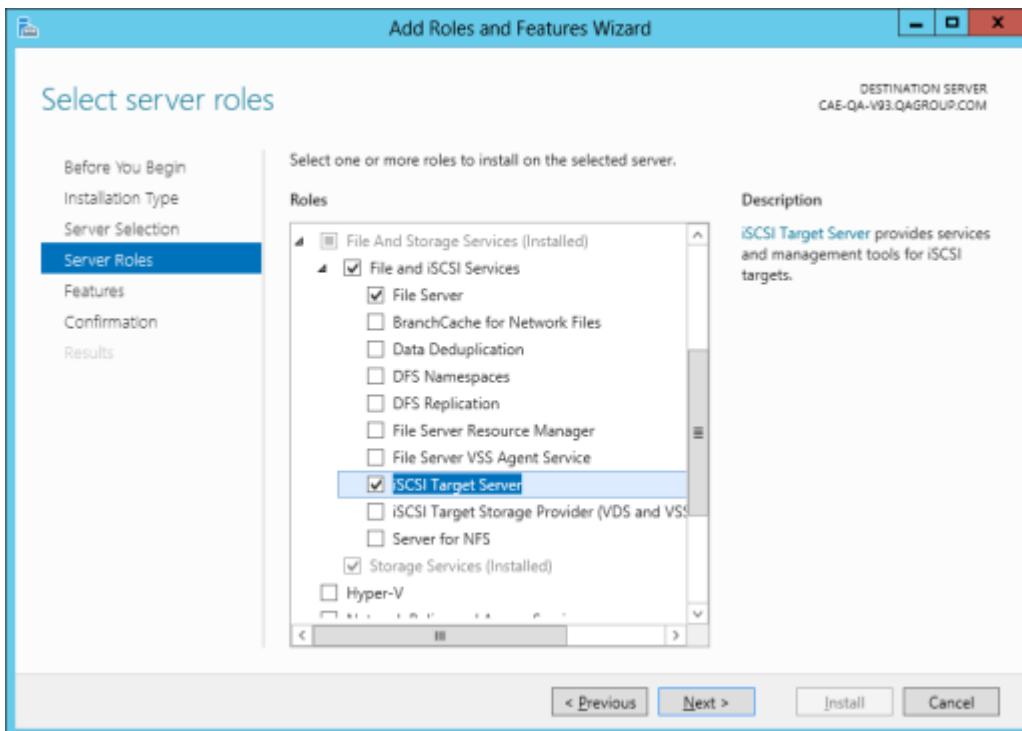 Add Roles and Features Wizard
Select server roles
DESTINATION SERVER
CAE-QA-V93.QAGROUP.COM
Before You Begin
Installation Type
Server Selection
Server Roles
Features
Confirmation
Results
Select one or more roles to install on the selected server.
Roles
File And Storage Services (Installed)
File and iSCSI Services
File Server
BranchCache for Network Files
Data Deduplication
DFS Namespaces
DFS Replication
File Server Resource Manager
File Server VSS Agent Service
iSCSI Target Server
iSCSI Target Storage Provider (VDS and VSS
Server for NFS
Storage Services (Installed)
Hyper-V
Description
iSCSI Target Server provides services
and management tools for iSCSI
targets.
< Previous
Next >
Install
Cancel